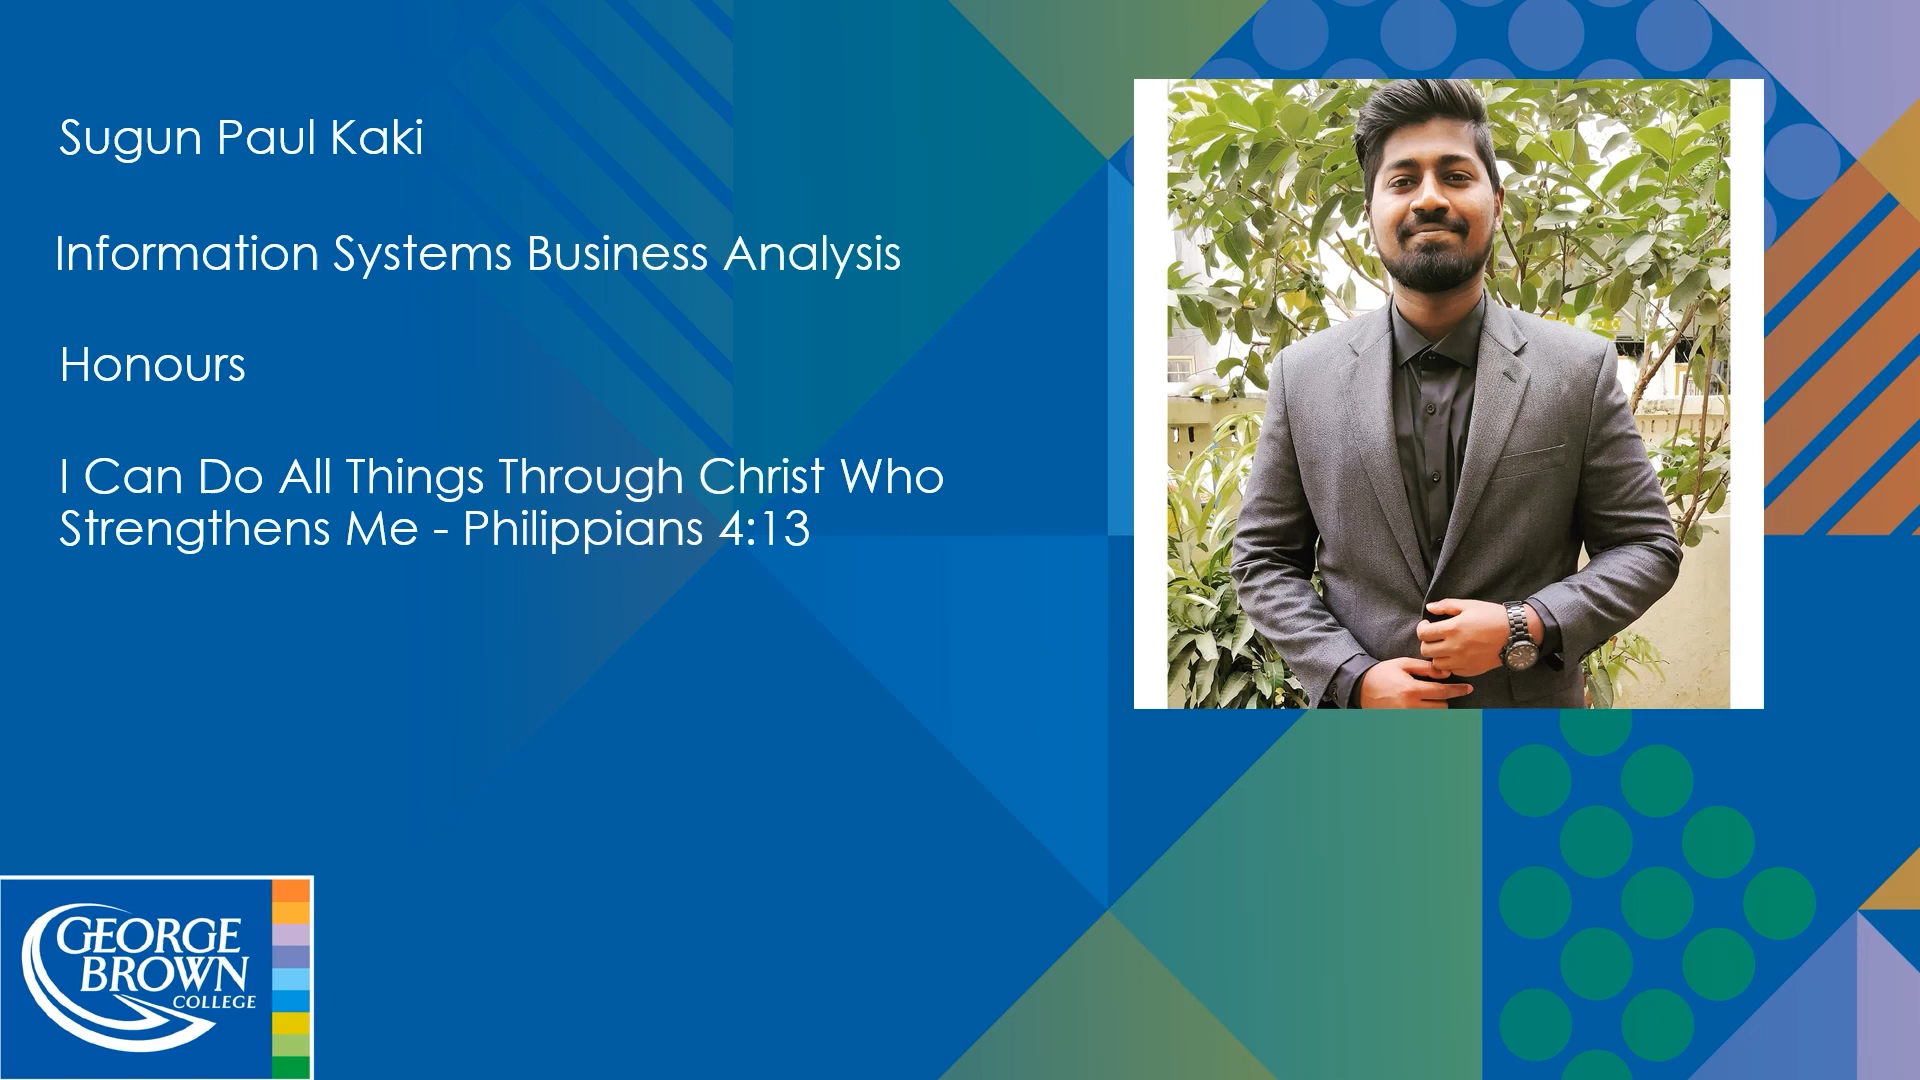 Sugun Paul Kaki
Information Systems Business Analysis
Honours
I Can Do All Things Through Christ Who
Strengthens Me - Philippians 4:13
GEORGE
BROWN
COLLEGE